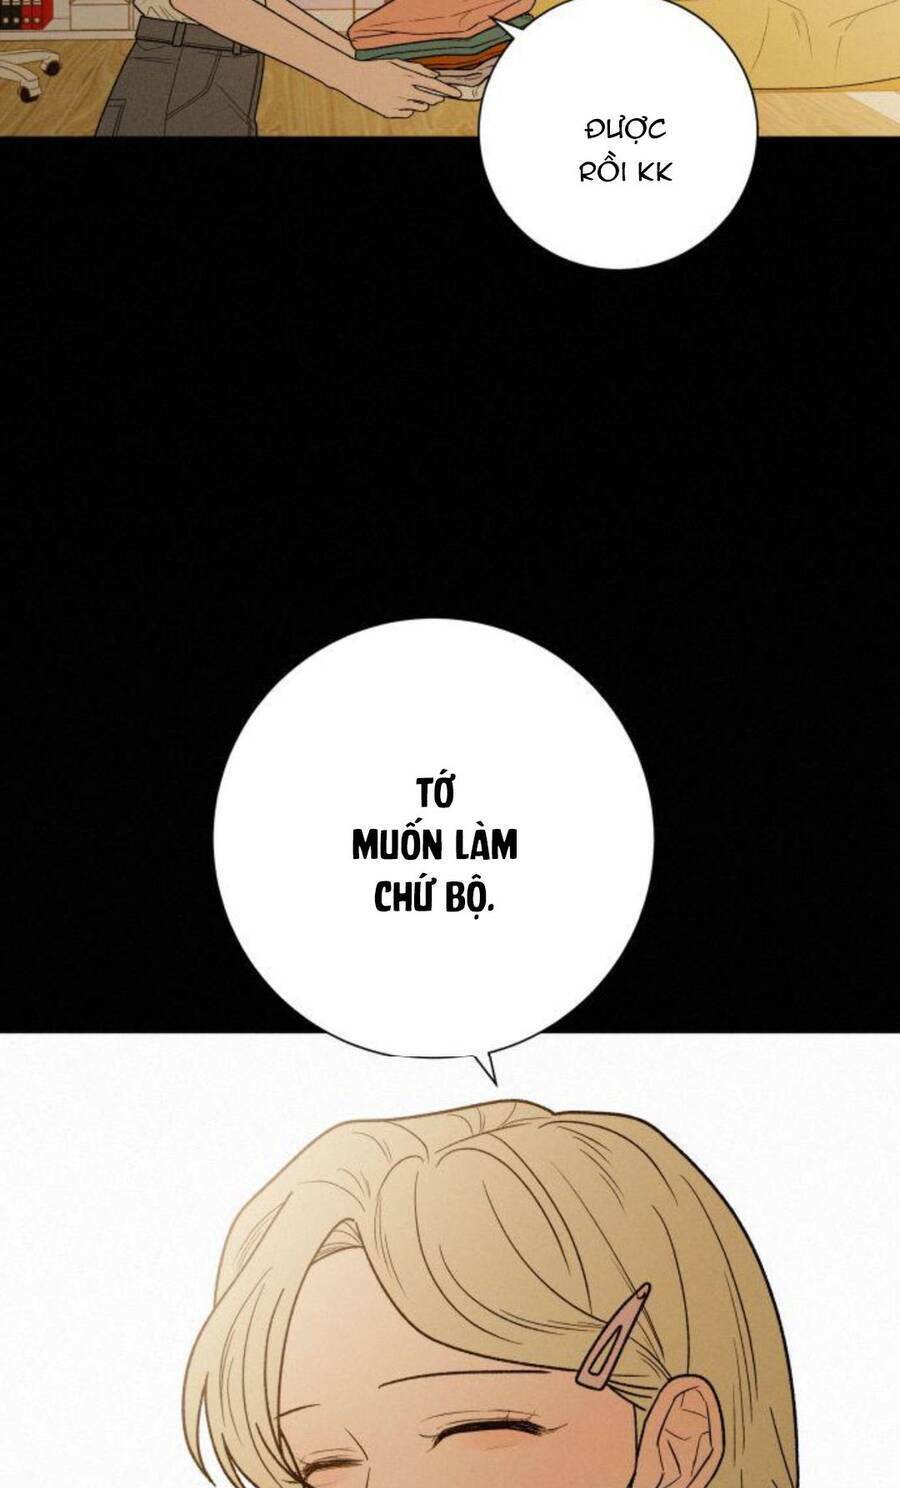 ĐƯỢC
RỒI KK
TỚ
MUỐN LÀM
CHỨ BỘ.